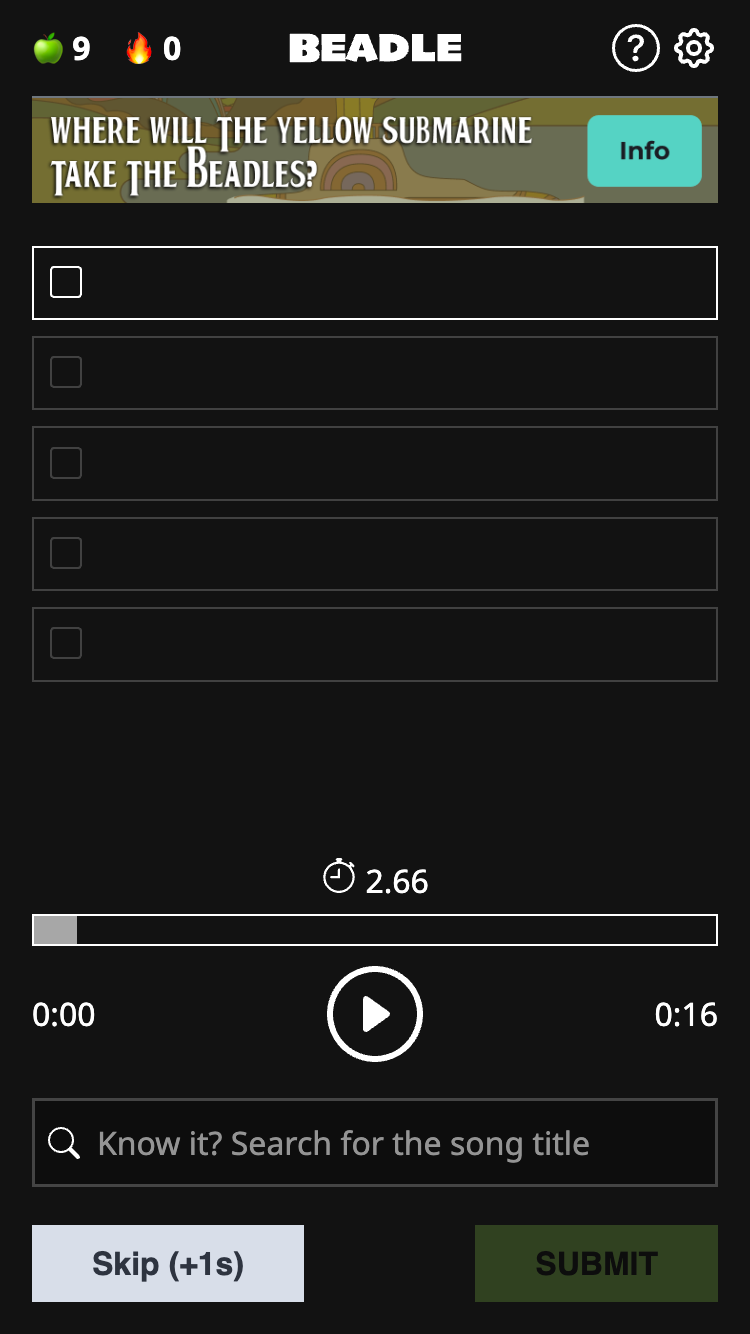 9
0
BEADLE
?
WHERE WILL THE YELLOW SUBMARINE
TAKE THE BEADLES?
Info
2.66
0:00
0:16
Know it? Search for the song title
Skip (+1s)
SUBMIT